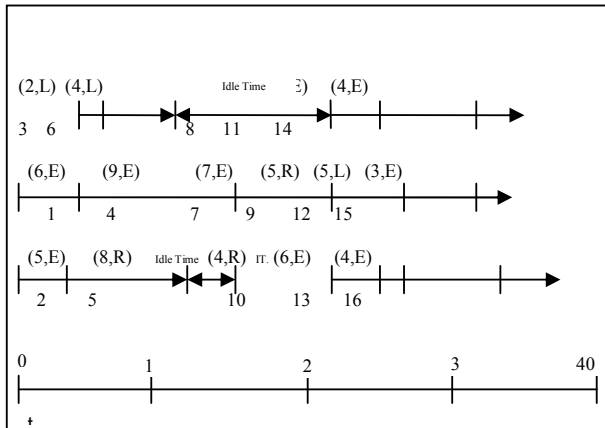 (2,L) (4,L) Idle Time E) (4,E)
3 6 8 11 14
(6,E) (9,E) (7,E) (5,R) (5,L) (3,E)
1 4 7 9 12 15
(5,E) (8,R) Idle Time (4,R) IT. (6,E) (4,E)
2 5 10 13 16
0 1 2 3 40
t